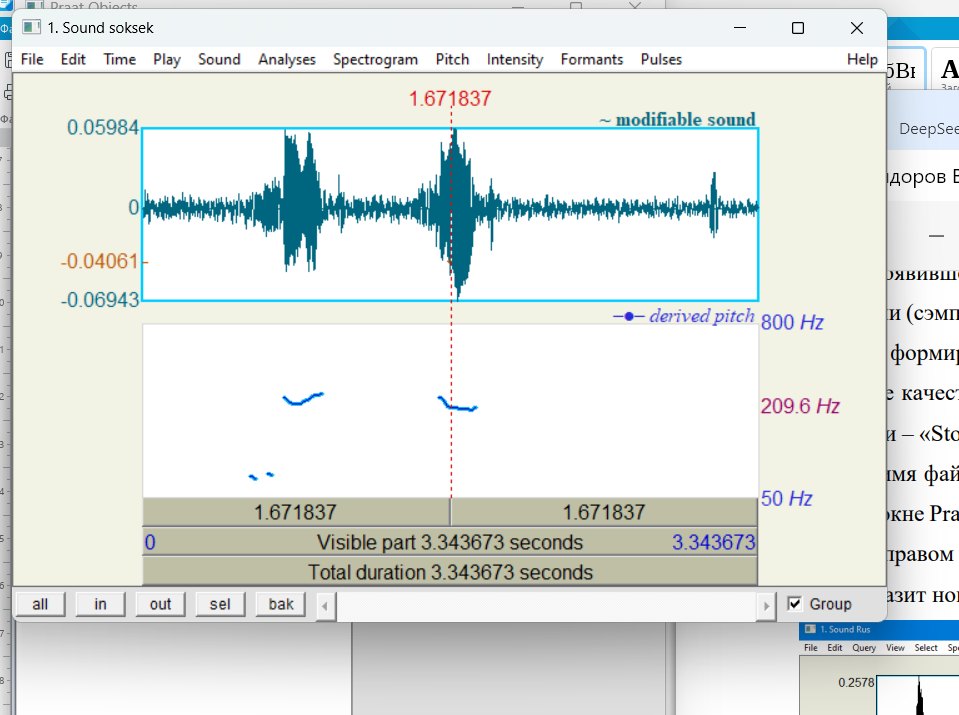 Praat Objects
1. Sound soksek
File Edit Time Play Sound Analyses Spectrogram Pitch Intensity Formants Pulses Help
1.671837
~ modifiable sound
0.05984
0
-0.04061
-0.06943
derived pitch
800 Hz
209.6 Hz
50 Hz
1.671837 1.671837
0 Visible part 3.343673 seconds 3.343673
Total duration 3.343673 seconds
all in out sel bak Group
DeepSee
доров В
и (сэмп
формир
е качест
и – «Sto
имя фай
окне Pra
правом
азит но
1. Sound Rus
File Edit Query View Select Spe
0.2578